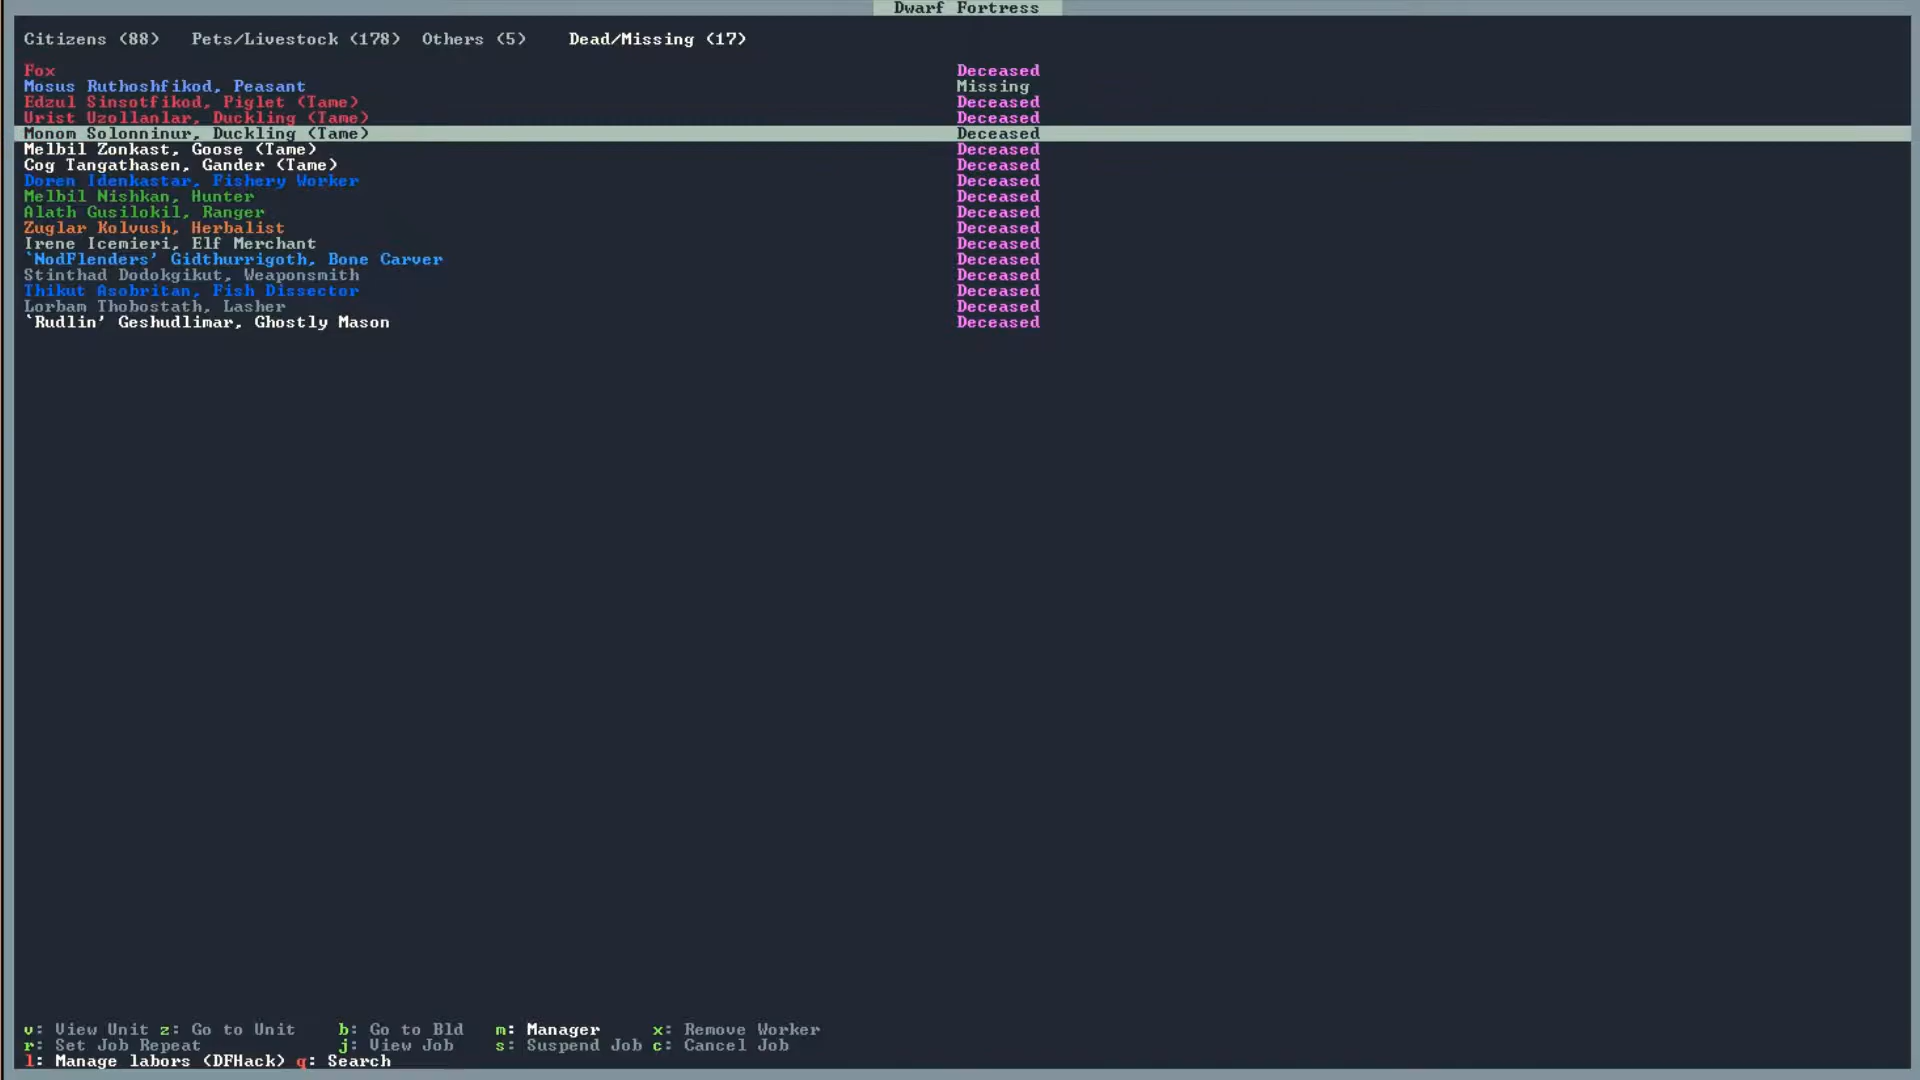 Dwarf Fortress
Citizens (88) Pets/Livestock (178) Others (5) Dead/Missing (17)
Fox Deceased
Mosus Ruthoshfikod, Peasant Missing
Edzul Sinsotfikod, Piglet (Tame) Deceased
Urist Uzollanlar, Duckling (Tame) Deceased
Monom Solonninur, Duckling (Tame) Deceased
Melbil Zonkast, Goose (Tame) Deceased
Cog Tangathasen, Gander (Tame) Deceased
Doren Idenkastar, Fishery Worker Deceased
Melbil Nishkan, Hunter Deceased
Alath Gusilokil, Ranger Deceased
Zuglar Kolvush, Herbalist Deceased
Irene Icemieri, Elf Merchant Deceased
`NodFlenders' Gidthurrigoth, Bone Carver Deceased
Stinthad Dodokgikut, Weaponsmith Deceased
Thikut Asobritan, Fish Dissector Deceased
Lorbam Thobostath, Lasher Deceased
`Rudlin' Geshudlimar, Ghostly Mason Deceased
v: View Unit z: Go to Unit b: Go to Bld m: Manager x: Remove Worker
r: Set Job Repeat j: View Job s: Suspend Job c: Cancel Job
l: Manage labors (DFHack) q: Search